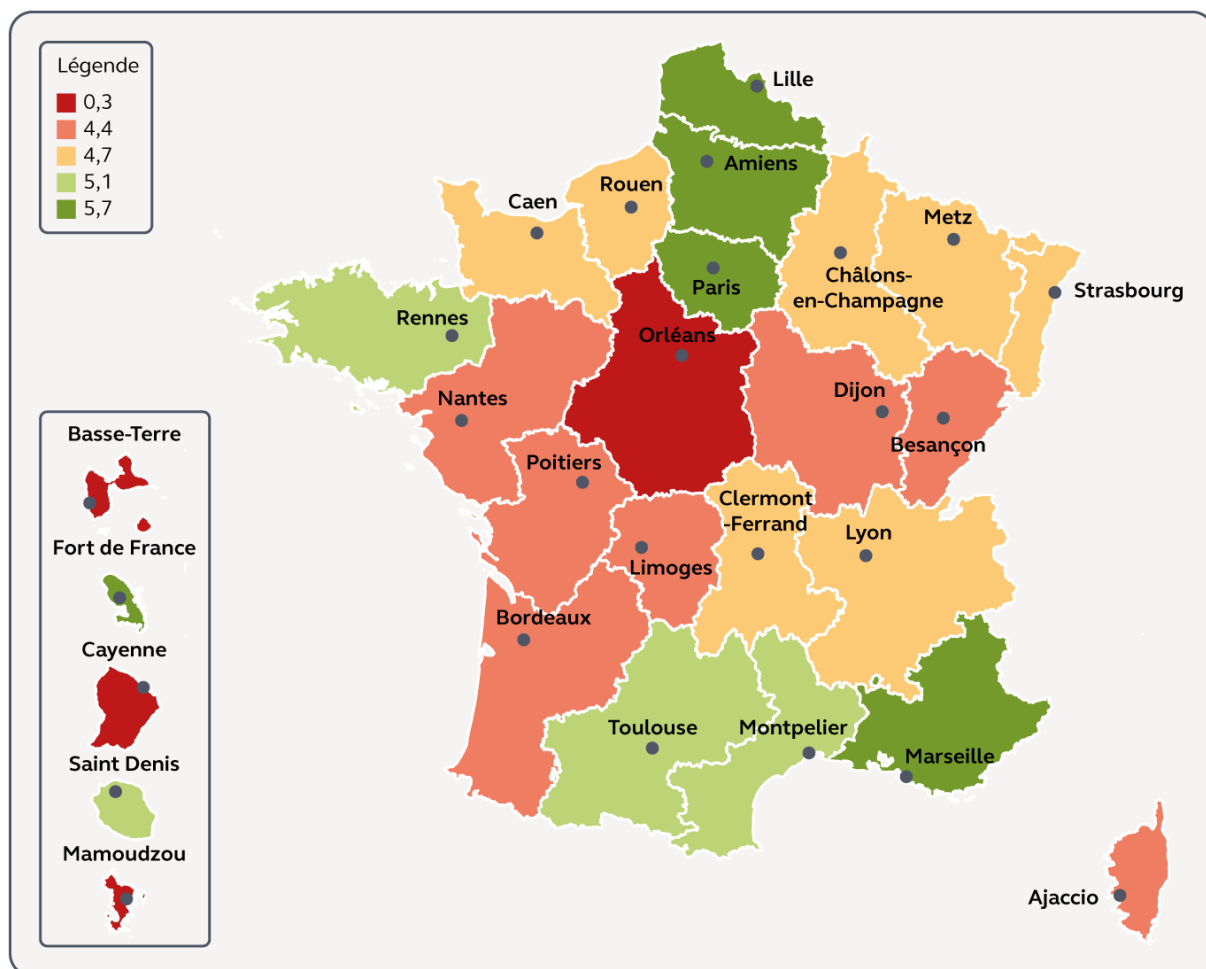 Légende
0,3
4,4
4,7
5,1
5,7
Lille
Amiens
Rouen
Caen
Metz
Paris
Châlons-
en-Champagne
Strasbourg
Rennes
Orléans
Nantes
Dijon
Besançon
Poitiers
Clermont
-Ferrand
Lyon
Limoges
Bordeaux
Toulouse
Montpelier
Marseille
Ajaccio
Basse-Terre
Fort de France
Cayenne
Saint Denis
Mamoudzou